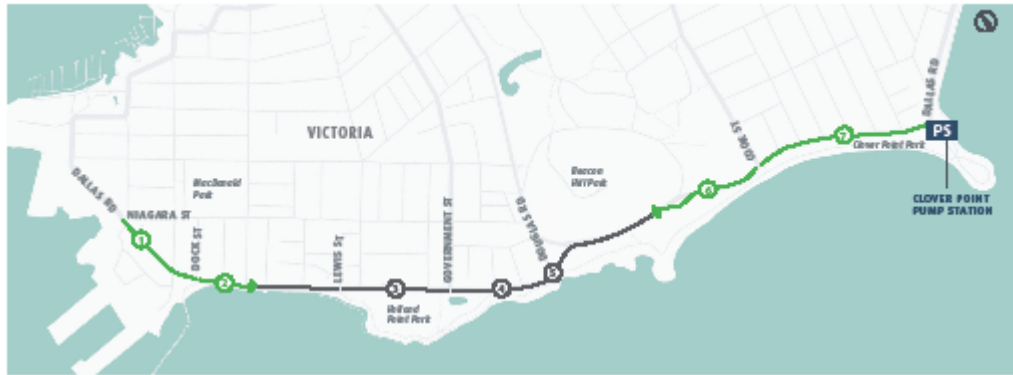 DALLAS RD
VICTORIA
PS
COOK ST
Clover Point Park
Beacon
Hill Park
MacDonald
Park
DALLAS RD
CLOVER POINT
PUMP STATION
NIAGARA ST
DOCK ST
LEWIS ST
GOVERNMENT ST
DOUGLAS RD
1
2
3
4
5
6
7
Holland
Point Park